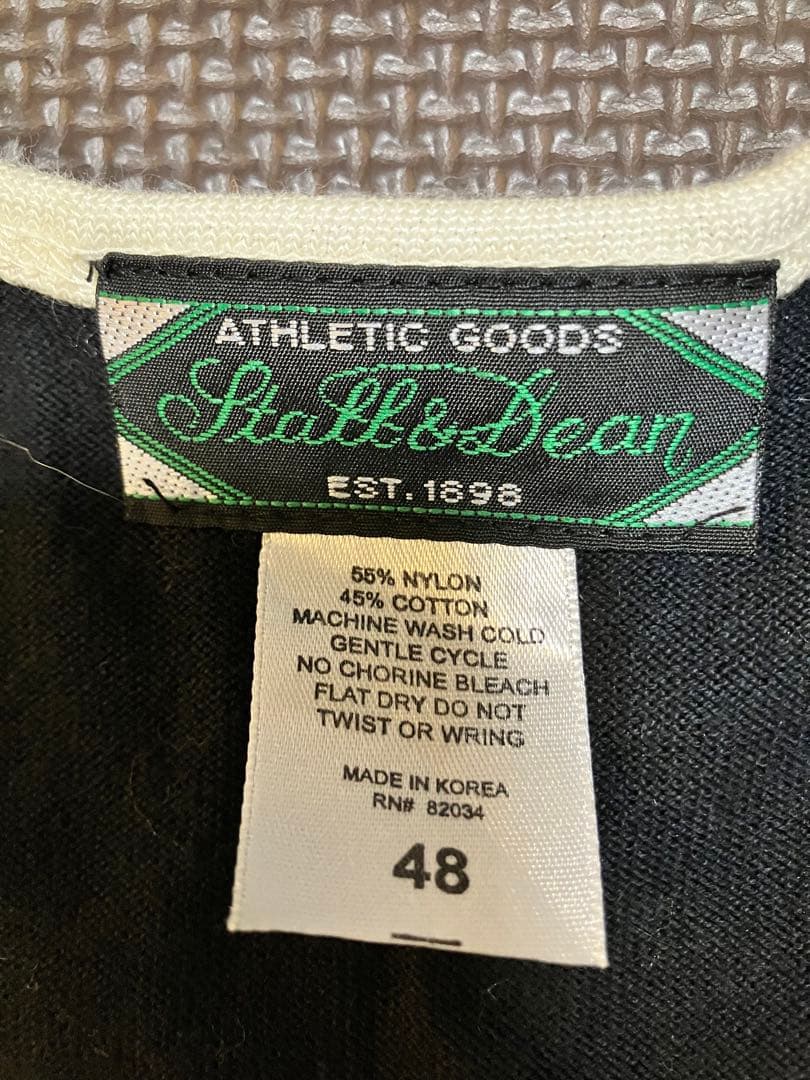 ATHLETIC GOODS
Stall & Dean
EST. 1898
55% NYLON
45% COTTON
MACHINE WASH COLD
GENTLE CYCLE
NO CHORINE BLEACH
FLAT DRY DO NOT
TWIST OR WRING
MADE IN KOREA
RN# 82034
48